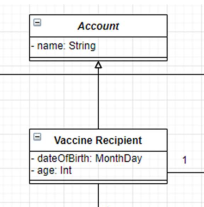 Account
- name: String
Vaccine Recipient
- dateOfBirth: MonthDay
- age: Int
1